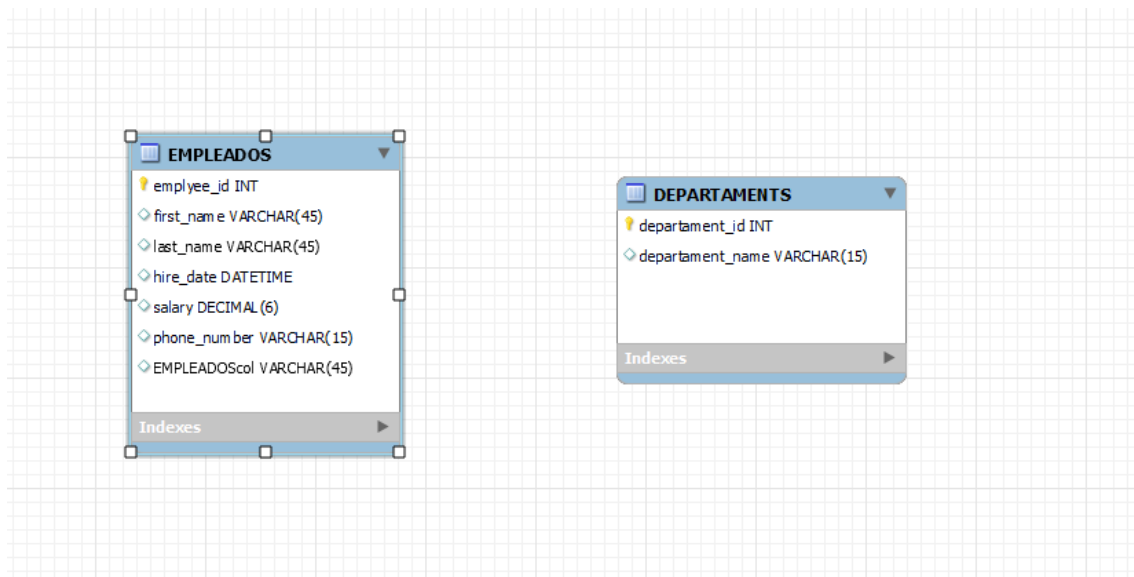 EMPLEADOS
emplyee_id INT
first_name VARCHAR(45)
last_name VARCHAR(45)
hire_date DATETIME
salary DECIMAL(6)
phone_number VARCHAR(15)
EMPLEADOScol VARCHAR(45)
Indexes
DEPARTAMENTS
departament_id INT
departament_name VARCHAR(15)
Indexes